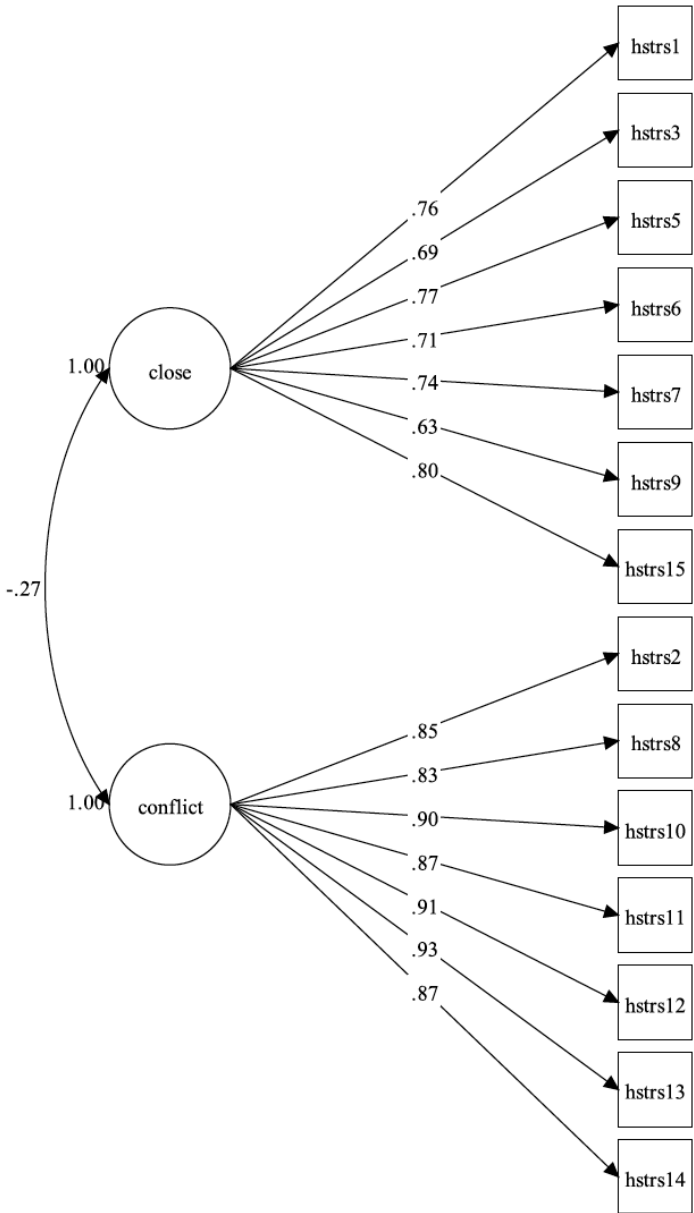 hstrs1
hstrs3
hstrs5
hstrs6
hstrs7
hstrs9
hstrs15
hstrs2
hstrs8
hstrs10
hstrs11
hstrs12
hstrs13
hstrs14
.76
.69
.77
.71
.74
.63
.80
.85
.83
.90
.87
.91
.93
.87
1.00
close
-.27
1.00
conflict